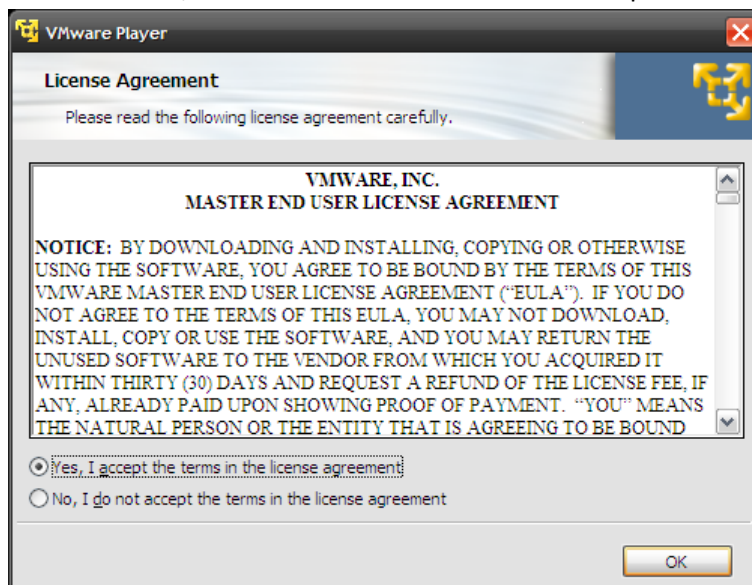 VMware Player
License Agreement
Please read the following license agreement carefully.
VMWARE, INC.
MASTER END USER LICENSE AGREEMENT
NOTICE: BY DOWNLOADING AND INSTALLING, COPYING OR OTHERWISE
USING THE SOFTWARE, YOU AGREE TO BE BOUND BY THE TERMS OF THIS
VMWARE MASTER END USER LICENSE AGREEMENT (“EULA”). IF YOU DO
NOT AGREE TO THE TERMS OF THIS EULA, YOU MAY NOT DOWNLOAD,
INSTALL, COPY OR USE THE SOFTWARE, AND YOU MAY RETURN THE
UNUSED SOFTWARE TO THE VENDOR FROM WHICH YOU ACQUIRED IT
WITHIN THIRTY (30) DAYS AND REQUEST A REFUND OF THE LICENSE FEE, IF
ANY, ALREADY PAID UPON SHOWING PROOF OF PAYMENT. “YOU” MEANS
THE NATURAL PERSON OR THE ENTITY THAT IS AGREEING TO BE BOUND
Yes, I accept the terms in the license agreement
No, I do not accept the terms in the license agreement
OK